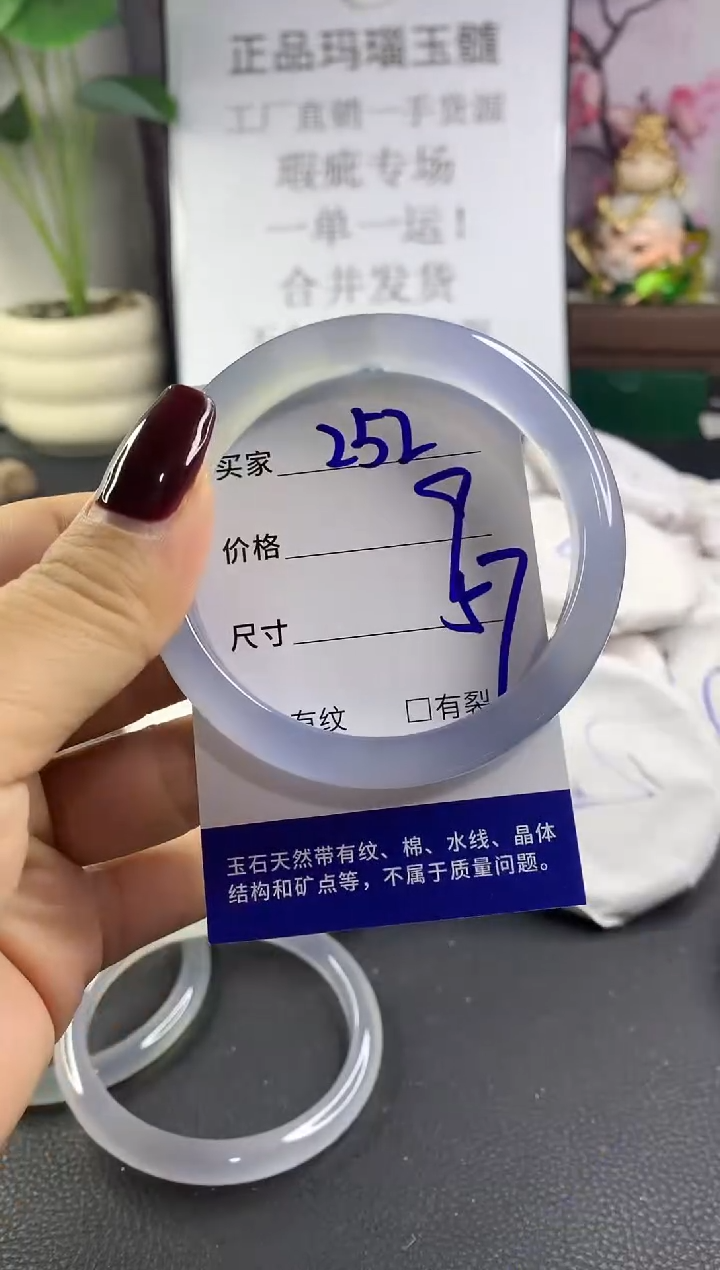 正品玛瑙玉髓
工厂直销一手货源
瑕疵专场
一单一运!
合并发货
买家 252
价格 9
尺寸 57
有纹 □有裂
玉石天然带有纹、棉、水线、晶体
结构和矿点等，不属于质量问题。